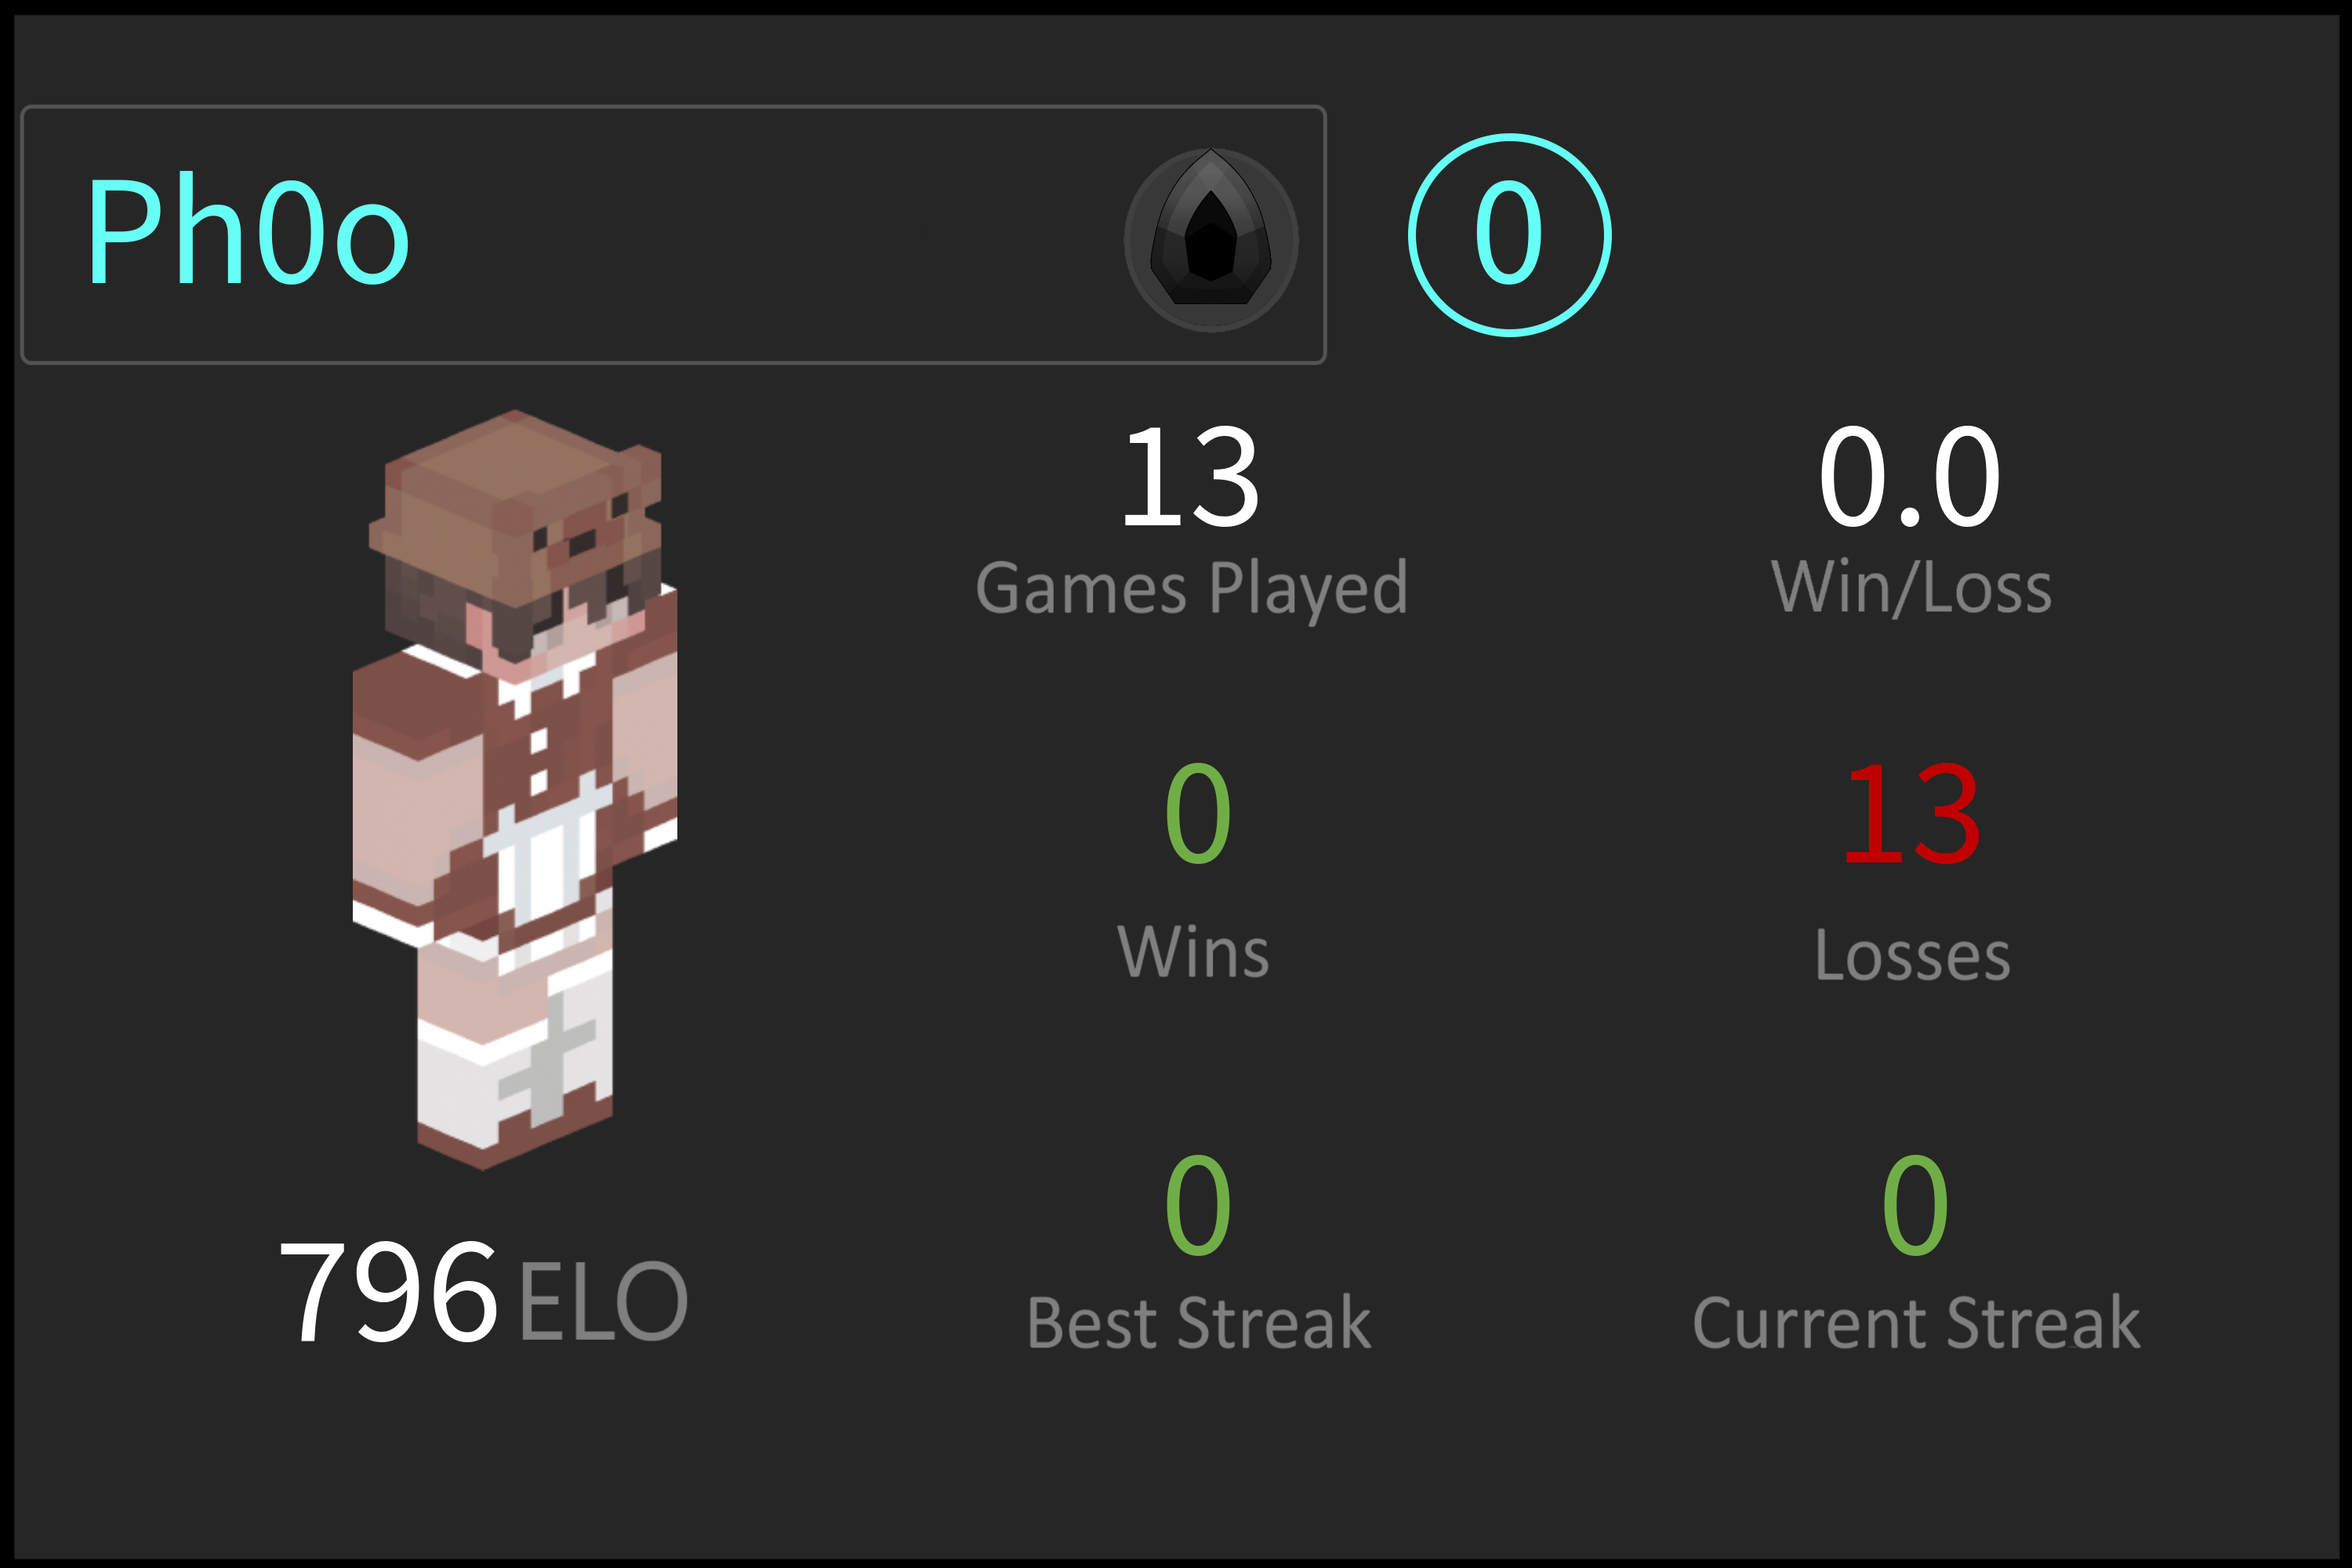 Ph0o
0
13
Games Played
0.0
Win/Loss
0
Wins
13
Losses
796 ELO
0
Best Streak
0
Current Streak